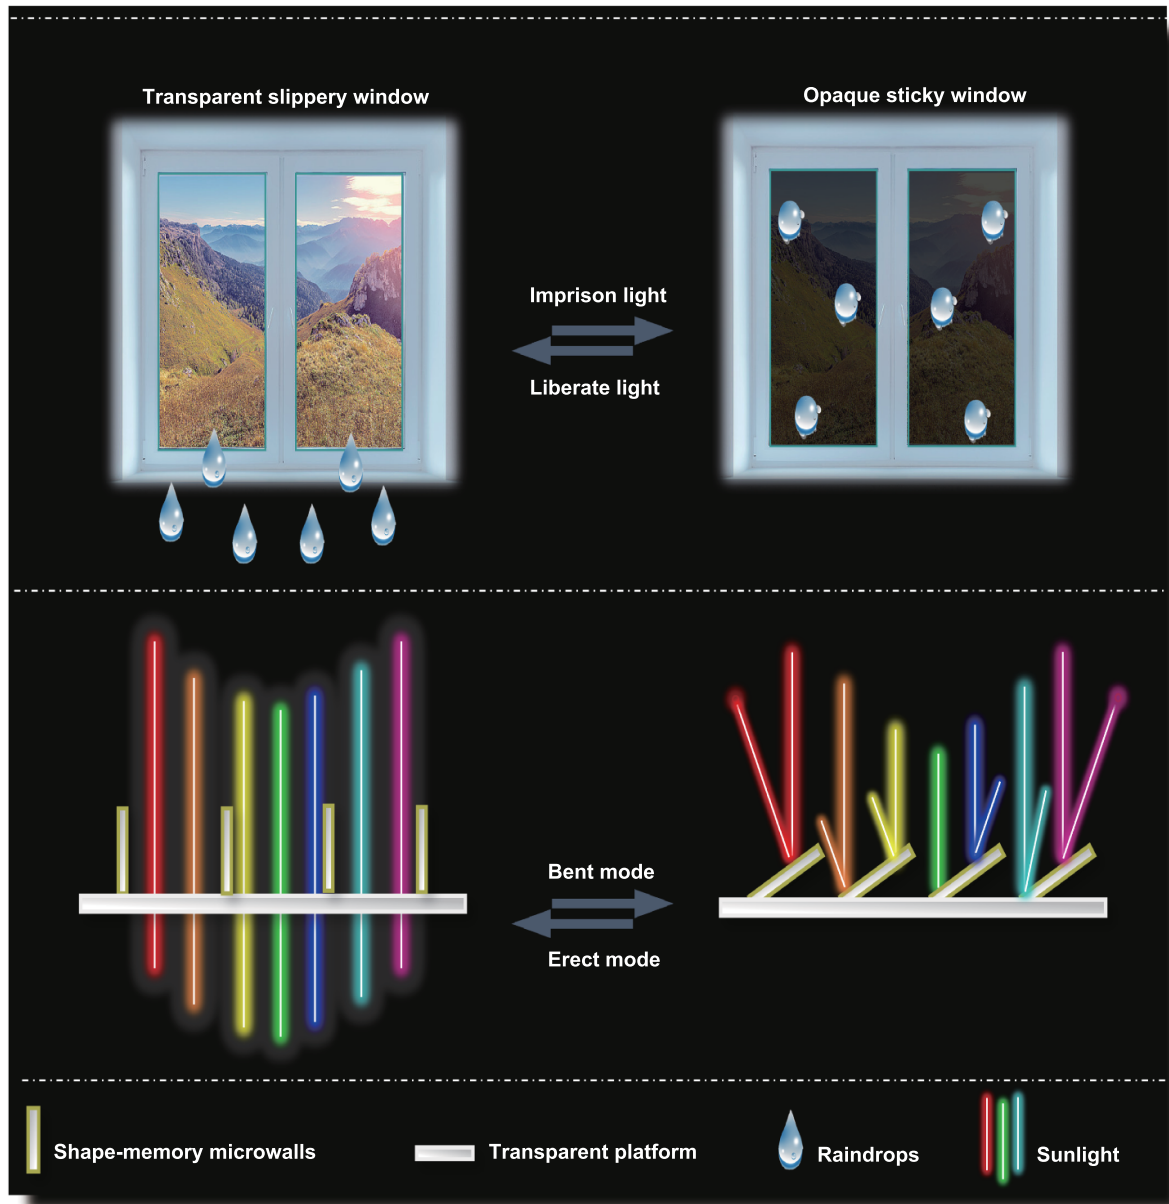 Transparent slippery window
Opaque sticky window
Imprison light
Liberate light
Bent mode
Erect mode
Shape-memory microwalls
Transparent platform
Raindrops
Sunlight